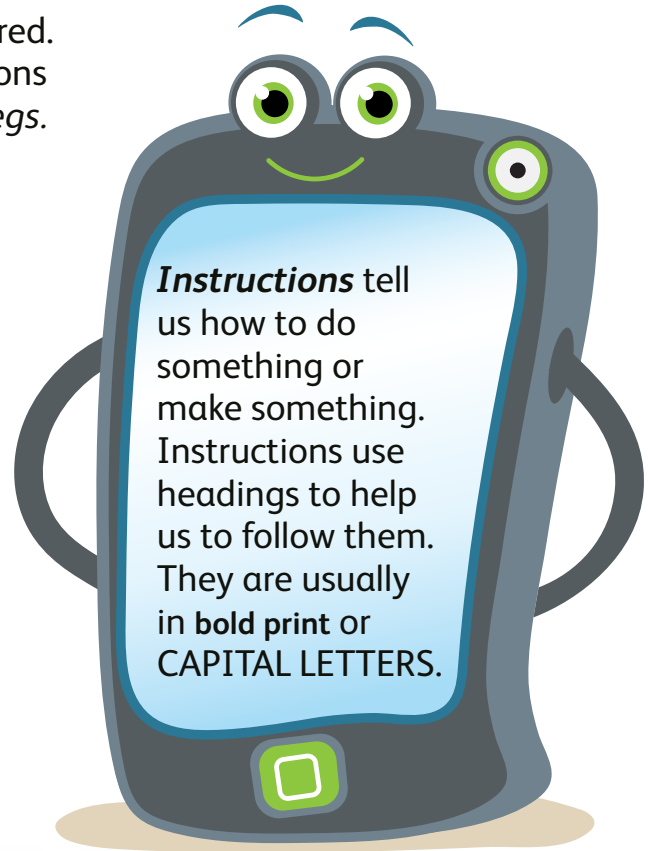 red.
ons
egs.
Instructions tell
us how to do
something or
make something.
Instructions use
headings to help
us to follow them.
They are usually
in bold print or
CAPITAL LETTERS.